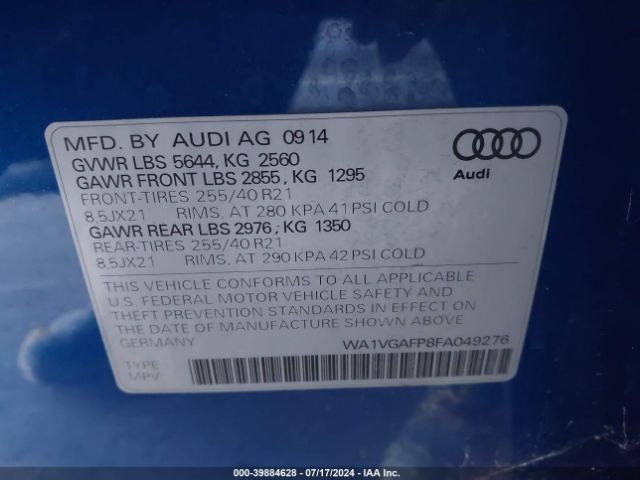 MFD. BY AUDI AG 09 14
GVWR LBS 5644, KG 2560
GAWR FRONT LBS 2855, KG 1295
FRONT-TIRES 255/40 R21
8,5JX21 RIMS, AT 280 KPA 41 PSI COLD
GAWR REAR LBS 2976 ; KG 1350
REAR-TIRES 255/40 R21
8,5JX21 RIMS, AT 290 KPA 42 PSI COLD
Audi
THIS VEHICLE CONFORMS TO ALL APPLICABLE
U.S. FEDERAL MOTOR VEHICLE SAFETY AND
THEFT PREVENTION STANDARDS IN EFFECT ON THE
DATE OF MANUFACTURE SHOWN ABOVE
GERMANY
WA1VGAFP8FA049276
TYPE:
MPV
000-39884628 - 07/17/2024 - IAA Inc.